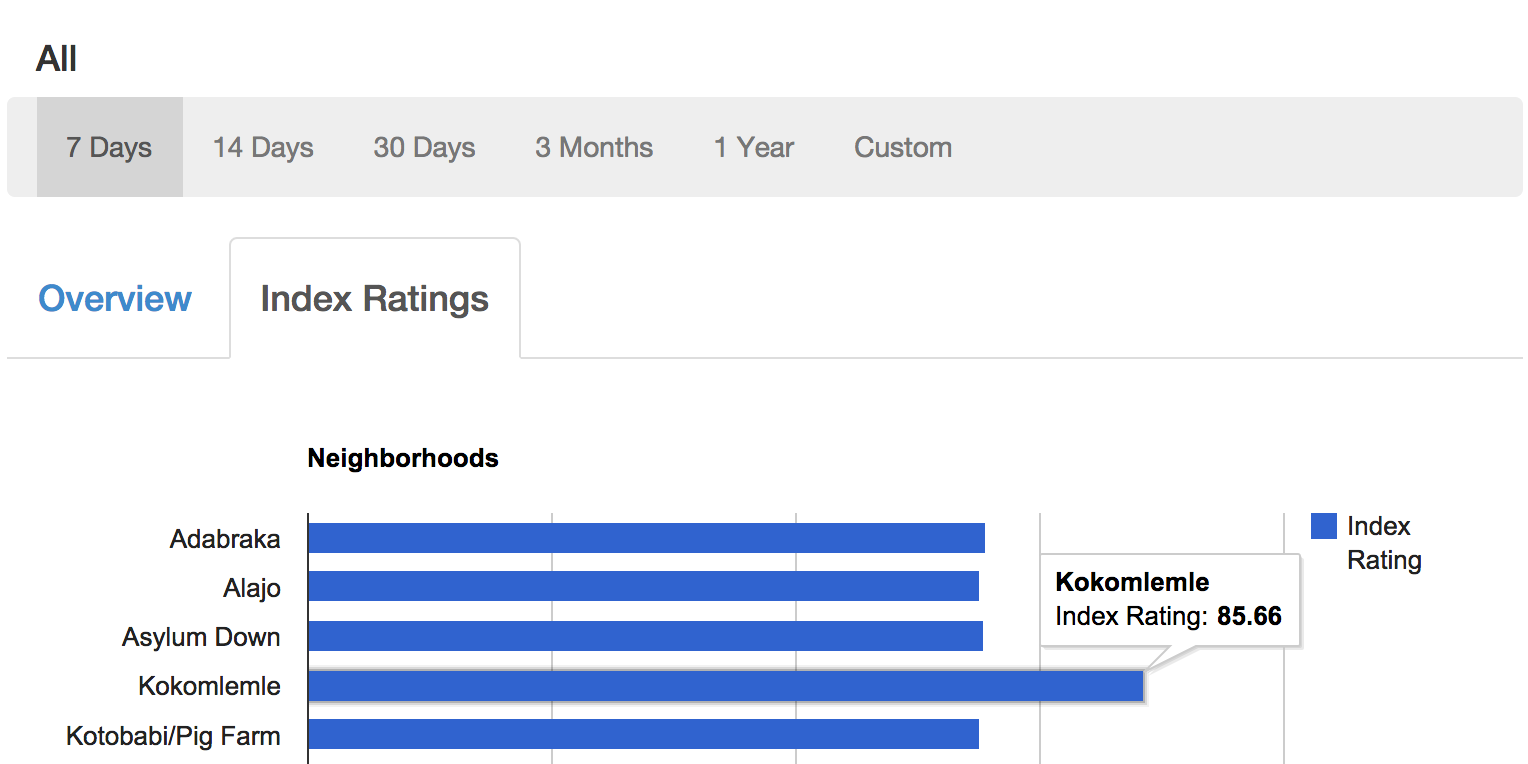 All
7 Days 14 Days 30 Days 3 Months 1 Year Custom
Overview Index Ratings
Neighborhoods
Adabraka
Alajo
Asylum Down
Kokomlemle
Kotobabi/Pig Farm
Kokomlemle
Index Rating: 85.66
Index
Rating